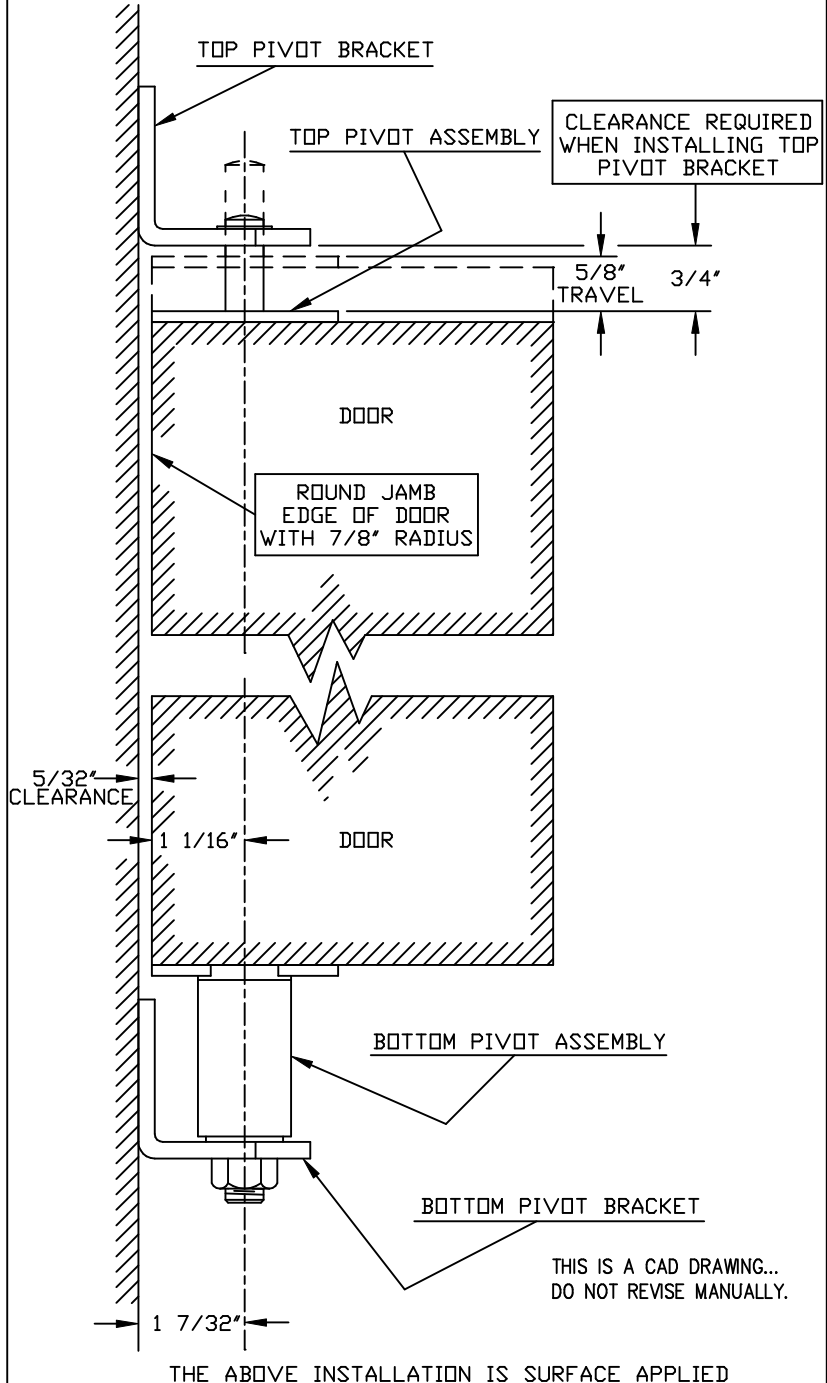 TOP PIVOT BRACKET
TOP PIVOT ASSEMBLY
CLEARANCE REQUIRED
WHEN INSTALLING TOP
PIVOT BRACKET
5/8"
TRAVEL
3/4"
DOOR
ROUND JAMB
EDGE OF DOOR
WITH 7/8" RADIUS
5/32"
CLEARANCE
1 1/16"
DOOR
BOTTOM PIVOT ASSEMBLY
BOTTOM PIVOT BRACKET
THIS IS A CAD DRAWING...
DO NOT REVISE MANUALLY.
1 7/32"
THE ABOVE INSTALLATION IS SURFACE APPLIED